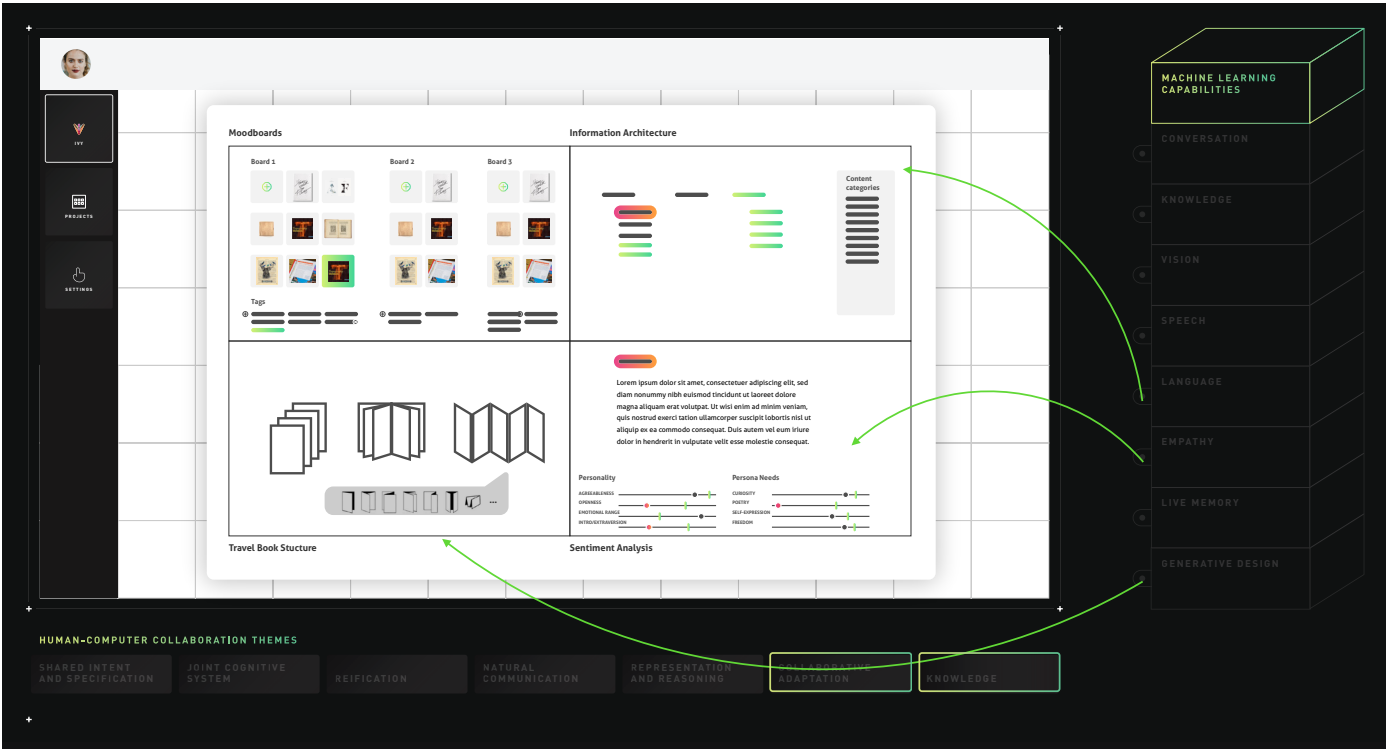 MACHINE LEARNING
CAPABILITIES
CONVERSATION
KNOWLEDGE
VISION
SPEECH
LANGUAGE
EMPATHY
LIVE MEMORY
GENERATIVE DESIGN
IVY
PROJECTS
SETTINGS
Moodboards
Board 1
Board 2
Board 3
Tags
Information Architecture
Content
categories
Lorem ipsum dolor sit amet, consectetuer adipiscing elit, sed
diam nonummy nibh euismod tincidunt ut laoreet dolore
magna aliquam erat volutpat. Ut wisi enim ad minim veniam,
quis nostrud exerci tation ullamcorper suscipit lobortis nisl ut
aliquip ex ea commodo consequat. Duis autem vel eum iriure
dolor in hendrerit in vulputate velit esse molestie consequat.
Personality
AGREEABLENESS
OPENNESS
EMOTIONAL RANGE
INTRO/EXTRAVERSION
Persona Needs
CURIOSITY
POETRY
SELF-EXPRESSION
FREEDOM
...
Travel Book Stucture
Sentiment Analysis
HUMAN-COMPUTER COLLABORATION THEMES
SHARED INTENT
AND SPECIFICATION
JOINT COGNITIVE
SYSTEM
REIFICATION
NATURAL
COMMUNICATION
REPRESENTATION
AND REASONING
COLLABORATIVE
ADAPTATION
KNOWLEDGE